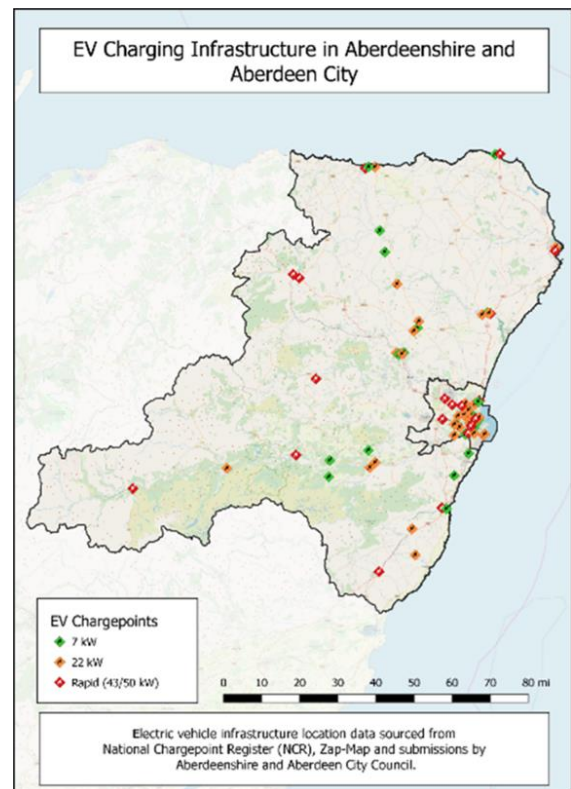 EV Charging Infrastructure in Aberdeenshire and
Aberdeen City
EV Chargepoints
7 kW
22 kW
Rapid (43/50 kW)
0 10 20 30 40 50 60 70 80 mi
Electric vehicle infrastructure location data sourced from
National Chargepoint Register (NCR), Zap-Map and submissions by
Aberdeenshire and Aberdeen City Council.